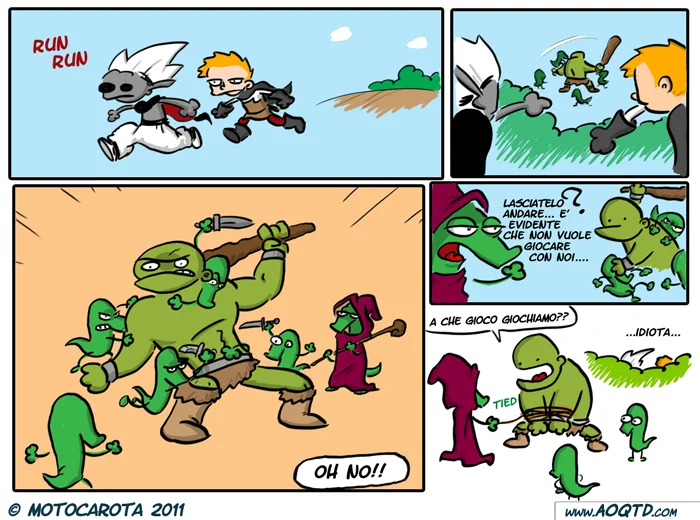 RUN
RUN
OH NO!!
LASCIATELO
ANDARE... E'
EVIDENTE
CHE NON VUOLE
GIOCARE
CON NOI....
?
A CHE GIOCO GIOCHIAMO??
TIED
...IDIOTA...
© MOTOCAROTA 2011
WWW.AOQTD.COM